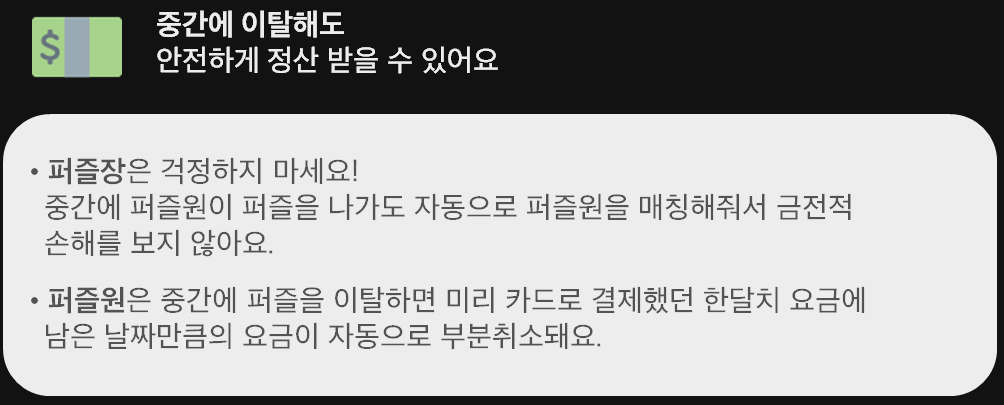 $
중간에 이탈해도
안전하게 정산 받을 수 있어요
• 퍼즐장은 걱정하지 마세요!
중간에 퍼즐원이 퍼즐을 나가도 자동으로 퍼즐원을 매칭해줘서 금전적
손해를 보지 않아요.
• 퍼즐원은 중간에 퍼즐을 이탈하면 미리 카드로 결제했던 한달치 요금에
남은 날짜만큼의 요금이 자동으로 부분취소돼요.